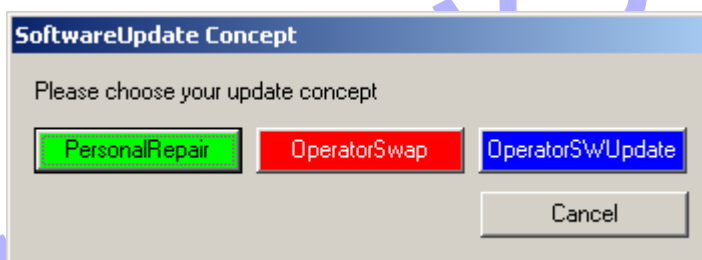 SoftwareUpdate Concept
Please choose your update concept
PersonalRepair OperatorSwap OperatorSWUpdate
Cancel